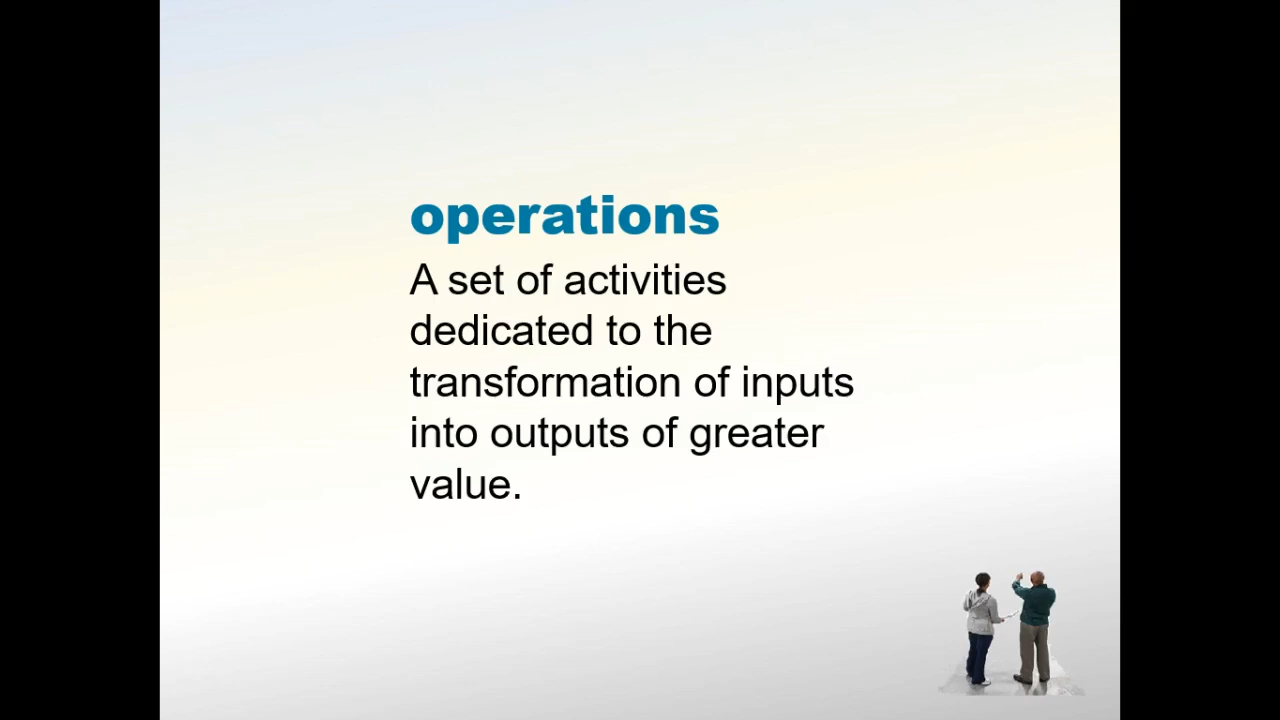 operations
A set of activities
dedicated to the
transformation of inputs
into outputs of greater
value.